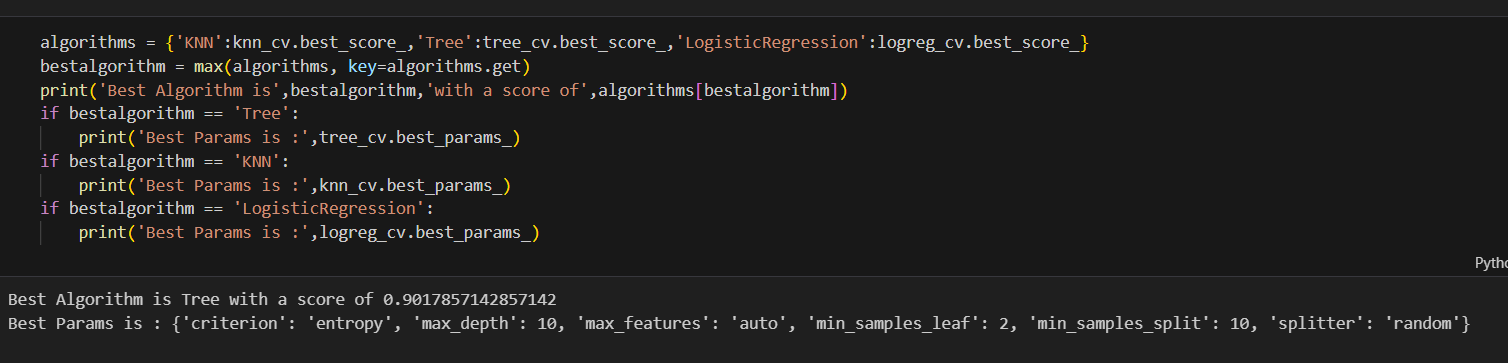 algorithms = {'KNN':knn_cv.best_score_,'Tree':tree_cv.best_score_,'LogisticRegression':logreg_cv.best_score_}
bestalgorithm = max(algorithms, key=algorithms.get)
print('Best Algorithm is',bestalgorithm,'with a score of',algorithms[bestalgorithm])
if bestalgorithm == 'Tree':
    print('Best Params is :',tree_cv.best_params_)
if bestalgorithm == 'KNN':
    print('Best Params is :',knn_cv.best_params_)
if bestalgorithm == 'LogisticRegression':
    print('Best Params is :',logreg_cv.best_params_)
Best Algorithm is Tree with a score of 0.9017857142857142
Best Params is : {'criterion': 'entropy', 'max_depth': 10, 'max_features': 'auto', 'min_samples_leaf': 2, 'min_samples_split': 10, 'splitter': 'random'}